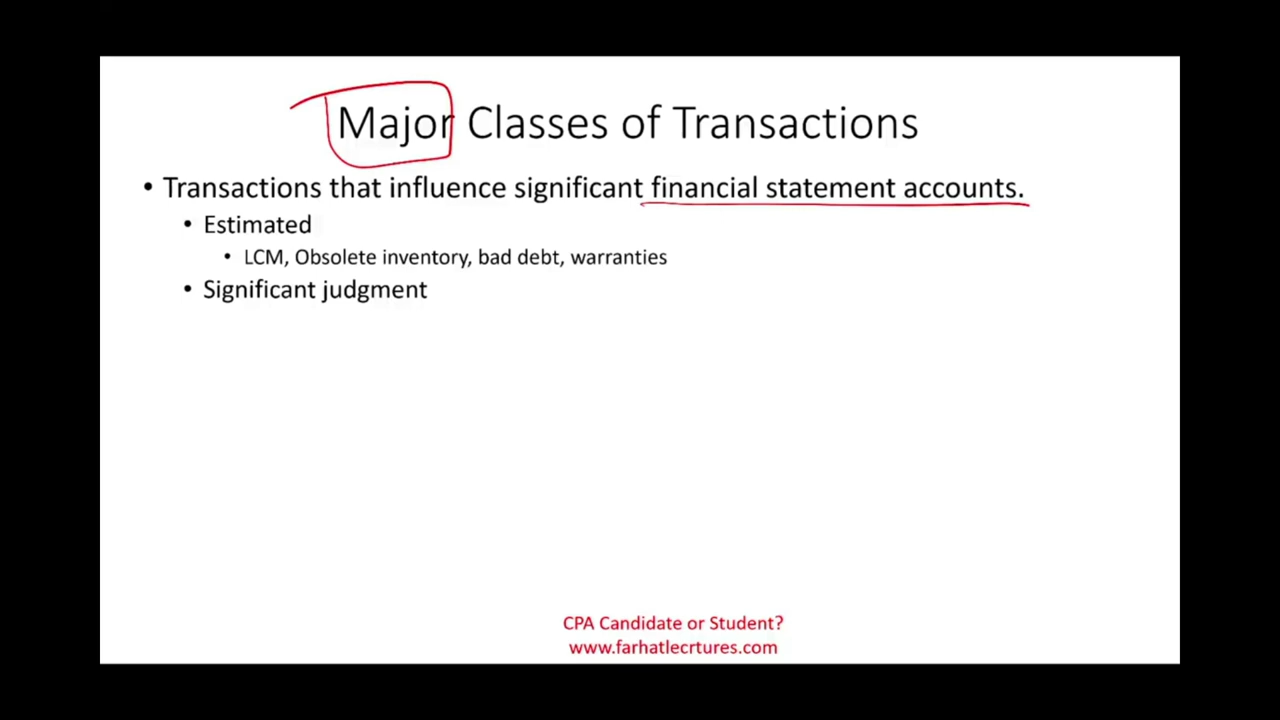 Major Classes of Transactions
• Transactions that influence significant financial statement accounts.
• Estimated
• LCM, Obsolete inventory, bad debt, warranties
• Significant judgment
CPA Candidate or Student?
www.farhatlecrtures.com